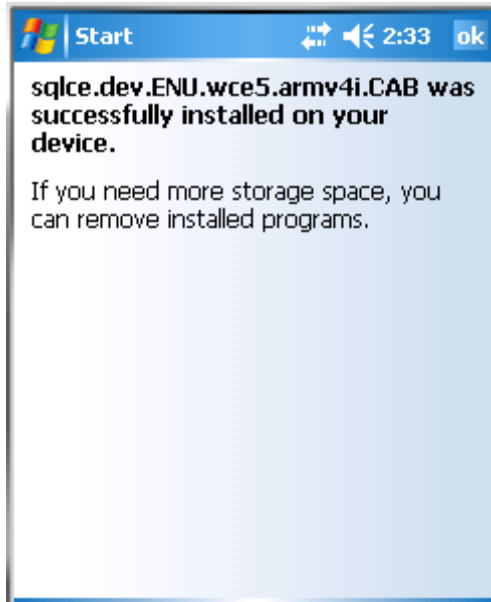 Start 2:33 ok
sqlce.dev.ENU.wce5.armv4i.CAB was
successfully installed on your
device.
If you need more storage space, you
can remove installed programs.